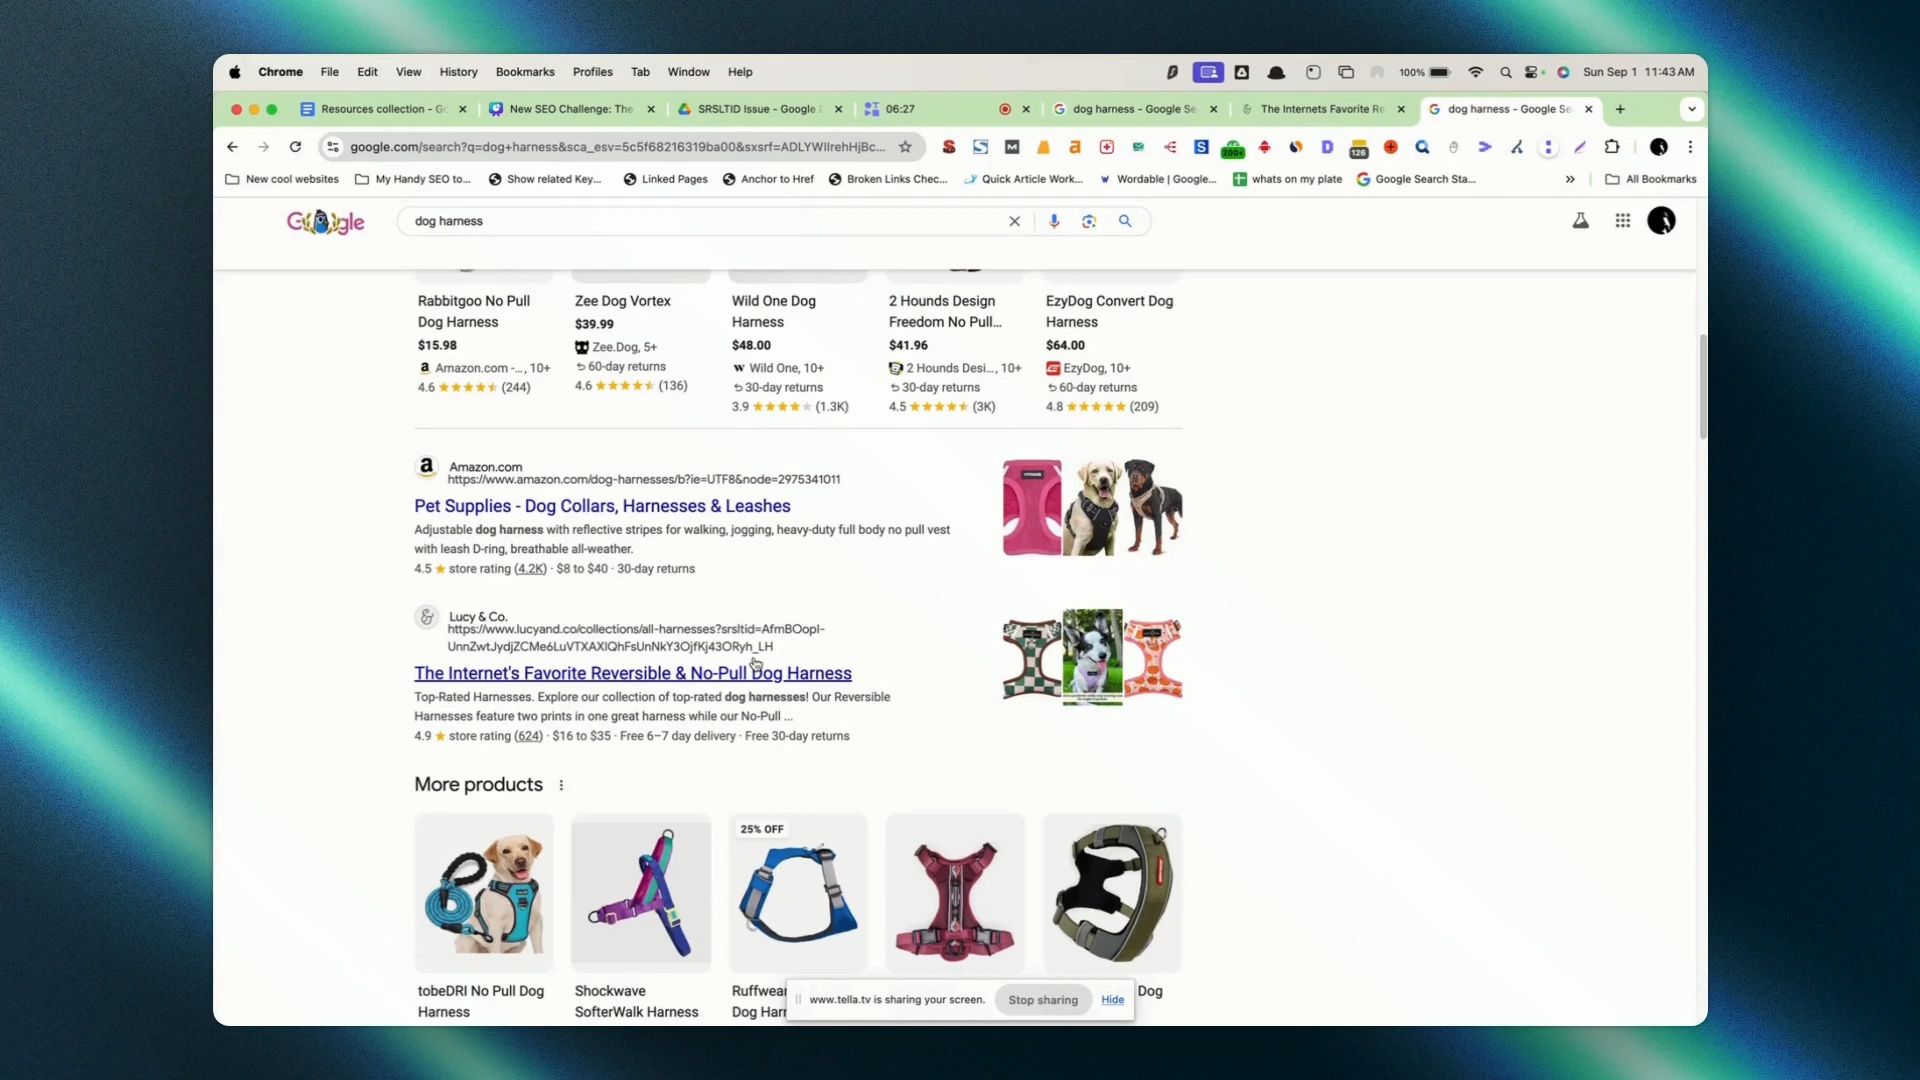 Chrome File Edit View History Bookmarks Profiles Tab Window Help 100% Sun Sep 1 11:43 AM
Resources collection - Go New SEO Challenge: The SRSLTID Issue - Google D 06:27 dog harness - Google Se The Internets Favorite Re dog harness - Google Se
google.com/search?q=dog+harness&sca_esv=5c5f68216319ba00&sxsrf=ADLYWIIrehHjBc...
200+ 126
New cool websites My Handy SEO to... Show related Key... Linked Pages Anchor to Href Broken Links Chec... Quick Article Work... Wordable | Google... whats on my plate Google Search Sta... » All Bookmarks
Google dog harness
Rabbitgoo No Pull Dog Harness
$15.98
Amazon.com -..., 10+
4.6 (244)
Zee Dog Vortex
$39.99
Zee.Dog, 5+
60-day returns
4.6 (136)
Wild One Dog Harness
$48.00
Wild One, 10+
30-day returns
3.9 (1.3K)
2 Hounds Design Freedom No Pull...
$41.96
2 Hounds Desi..., 10+
30-day returns
4.5 (3K)
EzyDog Convert Dog Harness
$64.00
EzyDog, 10+
60-day returns
4.8 (209)
Amazon.com
https://www.amazon.com/dog-harnesses/b?ie=UTF8&node=2975341011
Pet Supplies - Dog Collars, Harnesses & Leashes
Adjustable dog harness with reflective stripes for walking, jogging, heavy-duty full body no pull vest
with leash D-ring, breathable all-weather.
4.5 ★ store rating (4.2K) · $8 to $40 · 30-day returns
Lucy & Co.
https://www.lucyand.co/collections/all-harnesses?srsltid=AfmBOopI-
UnnZwtJydjZCMe6LuVTXAXlQhFsUnNkY3OjfKj43ORyh_LH
The Internet's Favorite Reversible & No-Pull Dog Harness
Top-Rated Harnesses. Explore our collection of top-rated dog harnesses! Our Reversible
Harnesses feature two prints in one great harness while our No-Pull ...
4.9 ★ store rating (624) · $16 to $35 · Free 6–7 day delivery · Free 30-day returns
More products
25% OFF
tobeDRI No Pull Dog
Harness
Shockwave
SofterWalk Harness
Ruffwear
Dog Har
Dog
www.tella.tv is sharing your screen. Stop sharing Hide